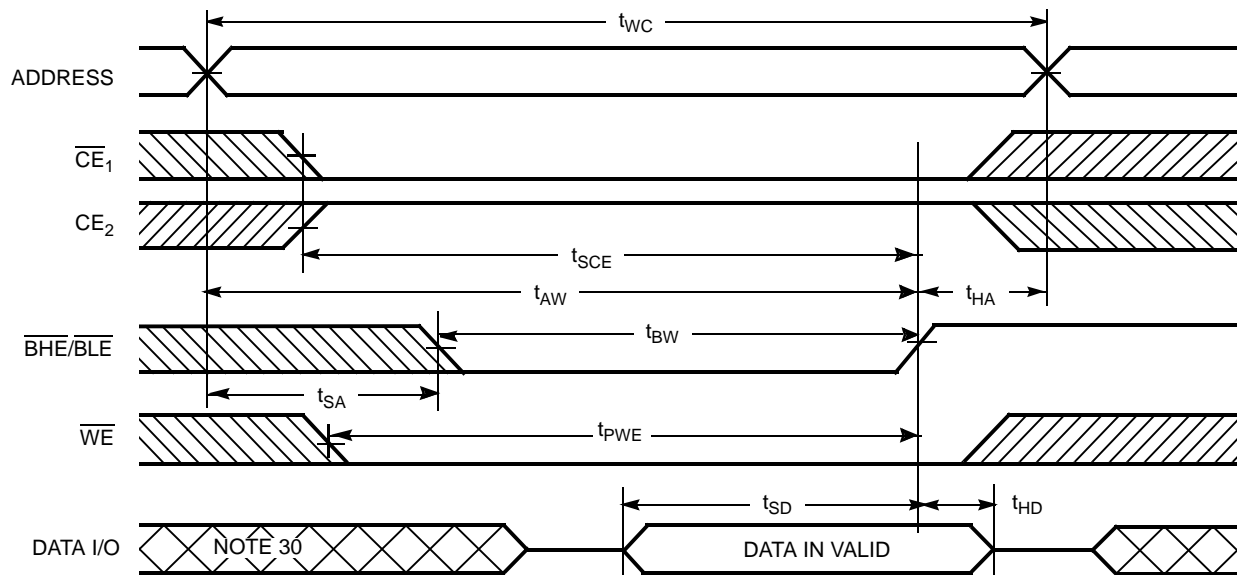 tWC
ADDRESS
CE1
CE2
tSCE
tAW
tHA
BHE/BLE
tBW
tSA
WE
tPWE
tSD
tHD
DATA I/O
NOTE 30
DATA IN VALID